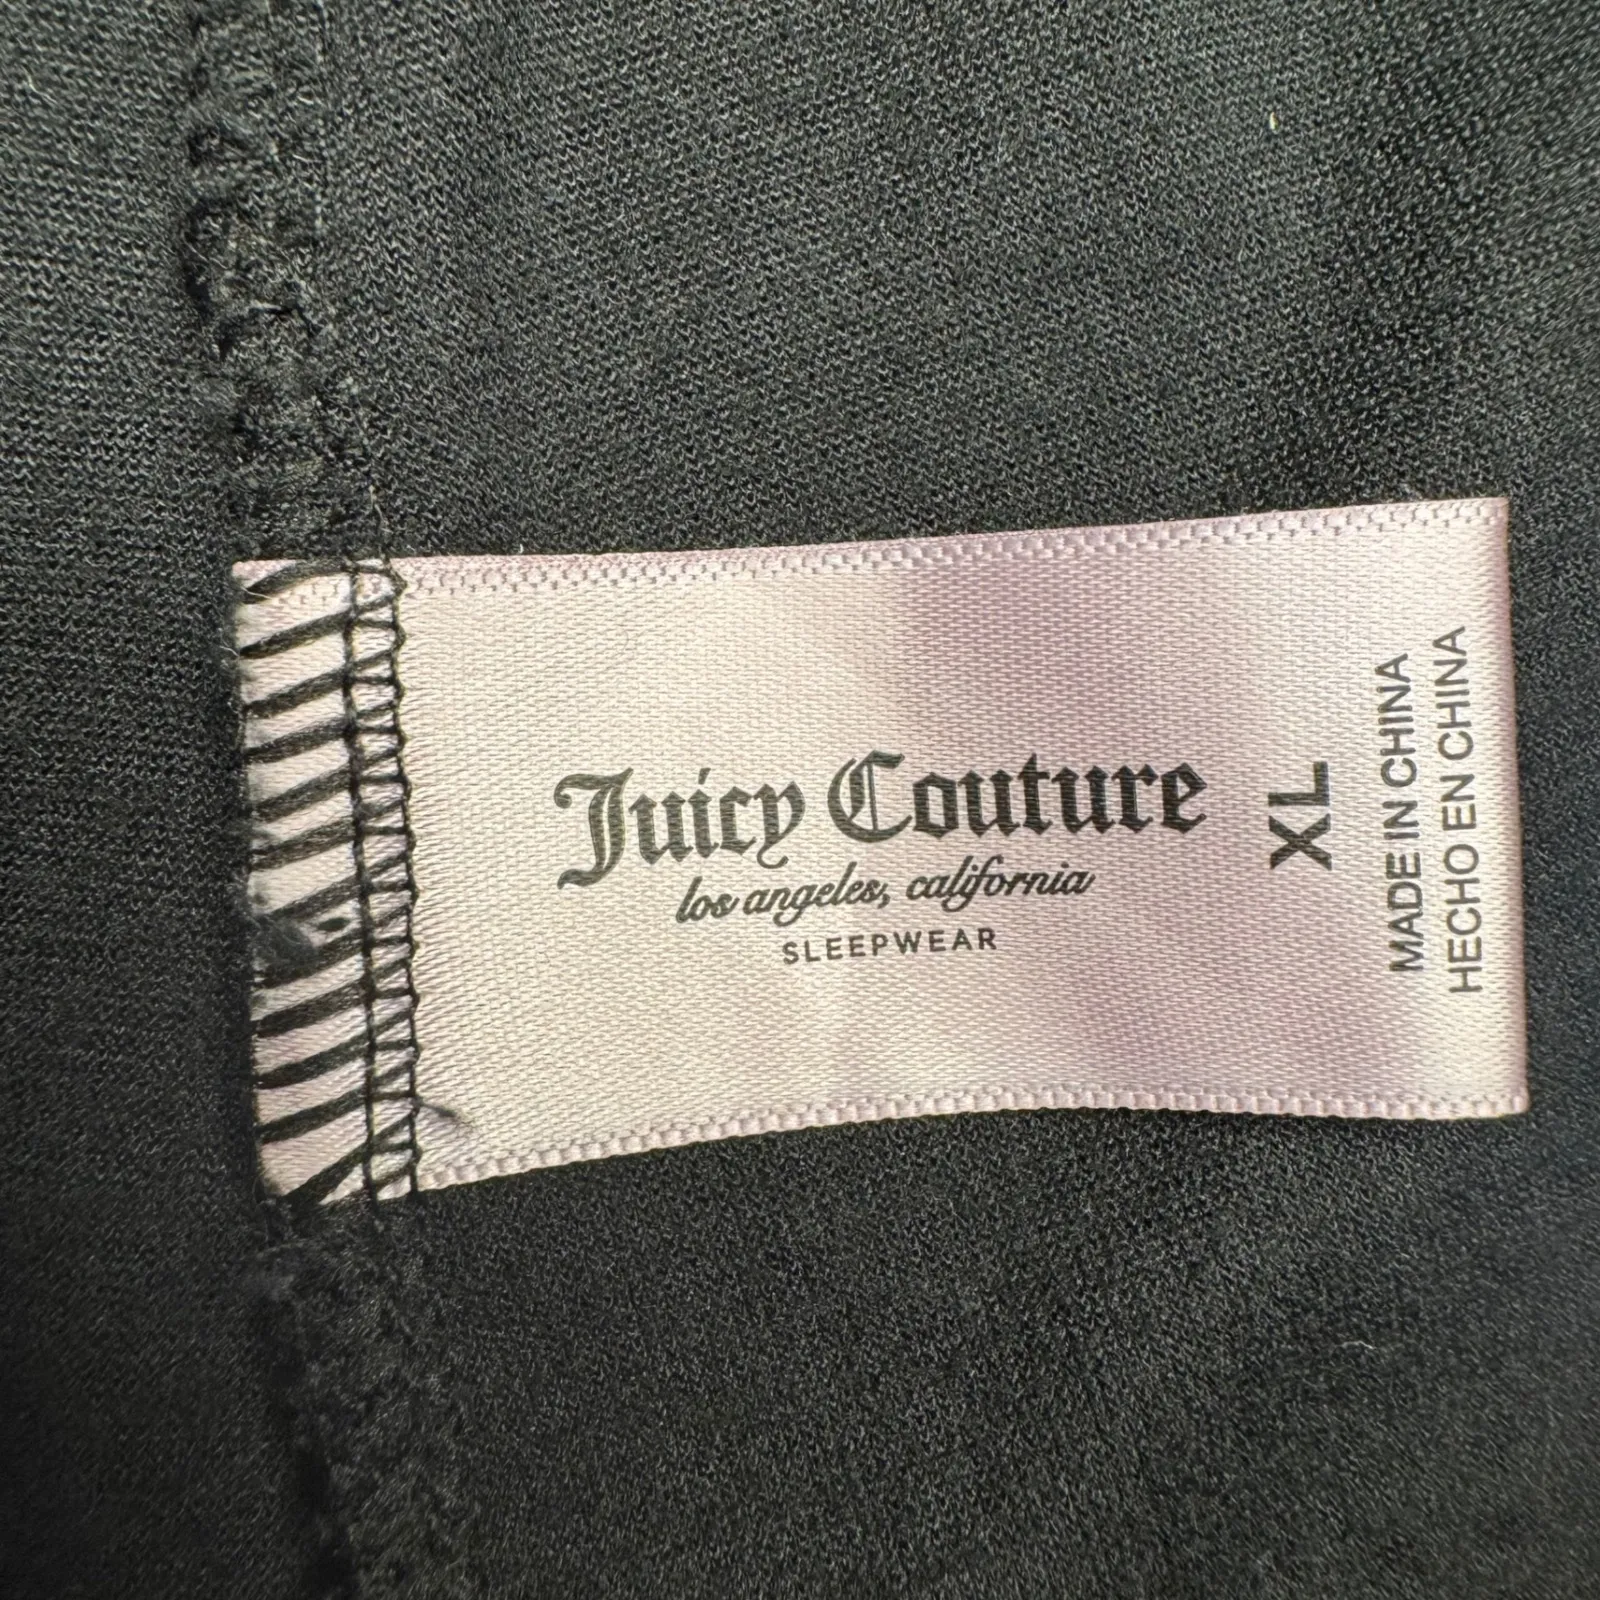 Juicy Couture
los angeles, california
SLEEPWEAR
XL
MADE IN CHINA
HECHO EN CHINA